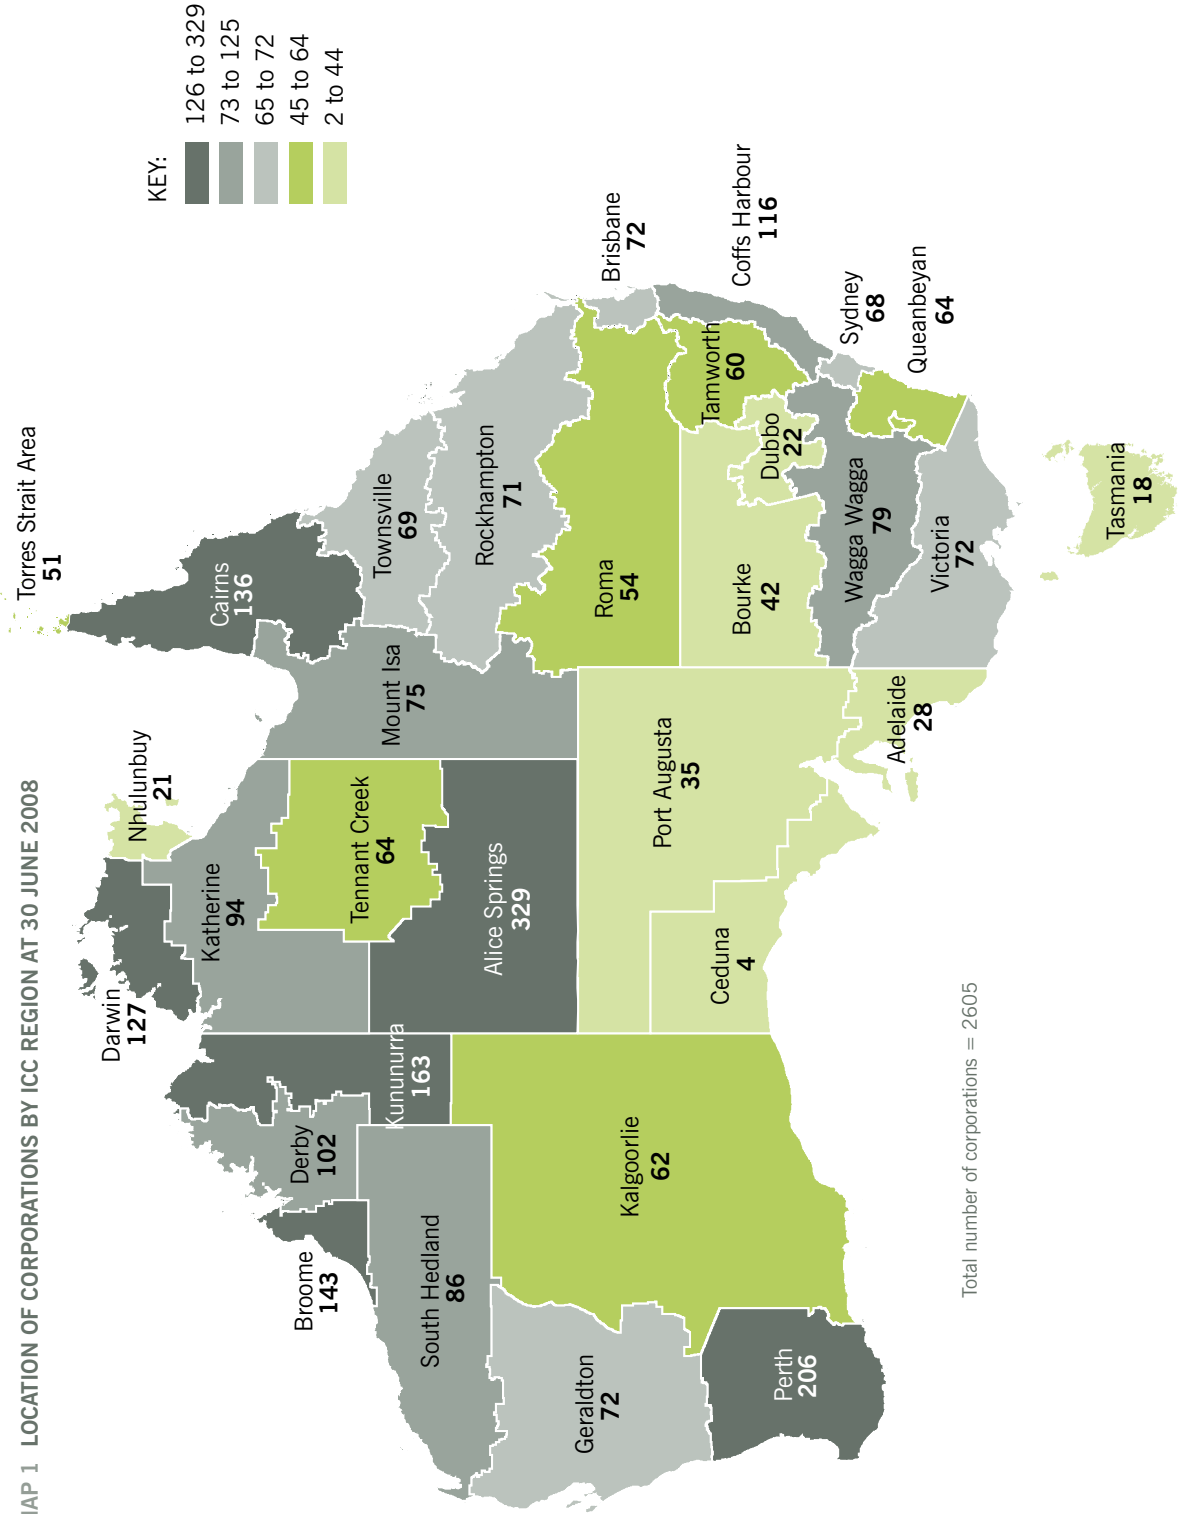 IAP 1 LOCATION OF CORPORATIONS BY ICC REGION AT 30 JUNE 2008
KEY:
126 to 329
73 to 125
65 to 72
45 to 64
2 to 44
Torres Strait Area
51
Darwin
127
Nhulunbuy
21
Cairns
136
Katherine
94
Kununurra
163
Derby
102
Broome
143
Tennant Creek
64
Mount Isa
75
Townsville
69
South Hedland
86
Alice Springs
329
Rockhampton
71
Geraldton
72
Kalgoorlie
62
Port Augusta
35
Roma
54
Brisbane
72
Perth
206
Ceduna
4
Bourke
42
Tamworth
60
Coffs Harbour
116
Dubbo
22
Wagga Wagga
79
Sydney
68
Adelaide
28
Queanbeyan
64
Victoria
72
Tasmania
18
Total number of corporations = 2605